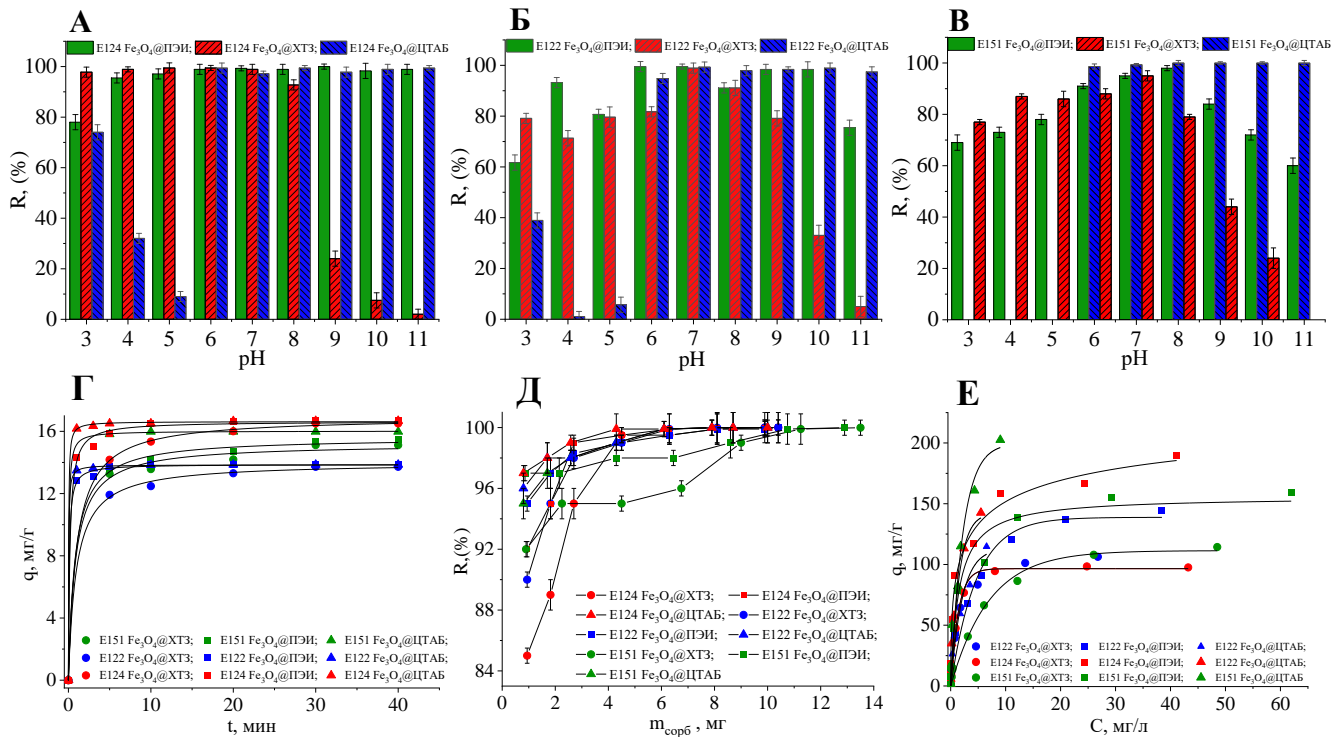 А
E124 Fe₃O₄@ПЭИ; E124 Fe₃O₄@ХТЗ; E124 Fe₃O₄@ЦТАБ
R, (%)
100
80
60
40
20
0
3 4 5 6 7 8 9 10 11
pH
Б
E122 Fe₃O₄@ПЭИ; E122 Fe₃O₄@ХТЗ; E122 Fe₃O₄@ЦТАБ
R, (%)
100
80
60
40
20
0
3 4 5 6 7 8 9 10 11
pH
В
E151 Fe₃O₄@ПЭИ; E151 Fe₃O₄@ХТЗ; E151 Fe₃O₄@ЦТАБ
R, (%)
100
80
60
40
20
0
3 4 5 6 7 8 9 10 11
pH
Г
q, мг/г
16
12
8
4
0
E151 Fe₃O₄@ХТЗ; E151 Fe₃O₄@ПЭИ; E151 Fe₃O₄@ЦТАБ;
E122 Fe₃O₄@ХТЗ; E122 Fe₃O₄@ПЭИ; E122 Fe₃O₄@ЦТАБ;
E124 Fe₃O₄@ХТЗ; E124 Fe₃O₄@ПЭИ; E124 Fe₃O₄@ЦТАБ
0 10 20 30 40
t, мин
Д
R,(%)
100
96
92
88
84
E124 Fe₃O₄@ХТЗ; E124 Fe₃O₄@ПЭИ;
E124 Fe₃O₄@ЦТАБ; E122 Fe₃O₄@ХТЗ;
E122 Fe₃O₄@ПЭИ; E122 Fe₃O₄@ЦТАБ;
E151 Fe₃O₄@ХТЗ; E151 Fe₃O₄@ПЭИ;
E151 Fe₃O₄@ЦТАБ
0 2 4 6 8 10 12 14
mсорб , мг
Е
q, мг/г
200
150
100
50
0
E122 Fe₃O₄@ХТЗ; E122 Fe₃O₄@ПЭИ; E122 Fe₃O₄@ЦТАБ;
E124 Fe₃O₄@ХТЗ; E124 Fe₃O₄@ПЭИ; E124 Fe₃O₄@ЦТАБ;
E151 Fe₃O₄@ХТЗ; E151 Fe₃O₄@ПЭИ; E151 Fe₃O₄@ЦТАБ
0 10 20 30 40 50 60
C, мг/л